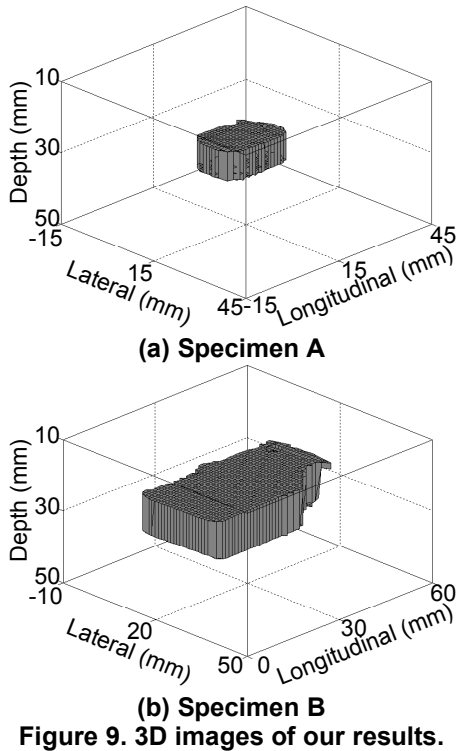 10
30
50
Depth (mm)
-15
15
45
Lateral (mm)
-15
15
45
Longitudinal (mm)
(a) Specimen A
10
30
50
Depth (mm)
-10
20
50
Lateral (mm)
0
30
60
Longitudinal (mm)
(b) Specimen B
Figure 9. 3D images of our results.